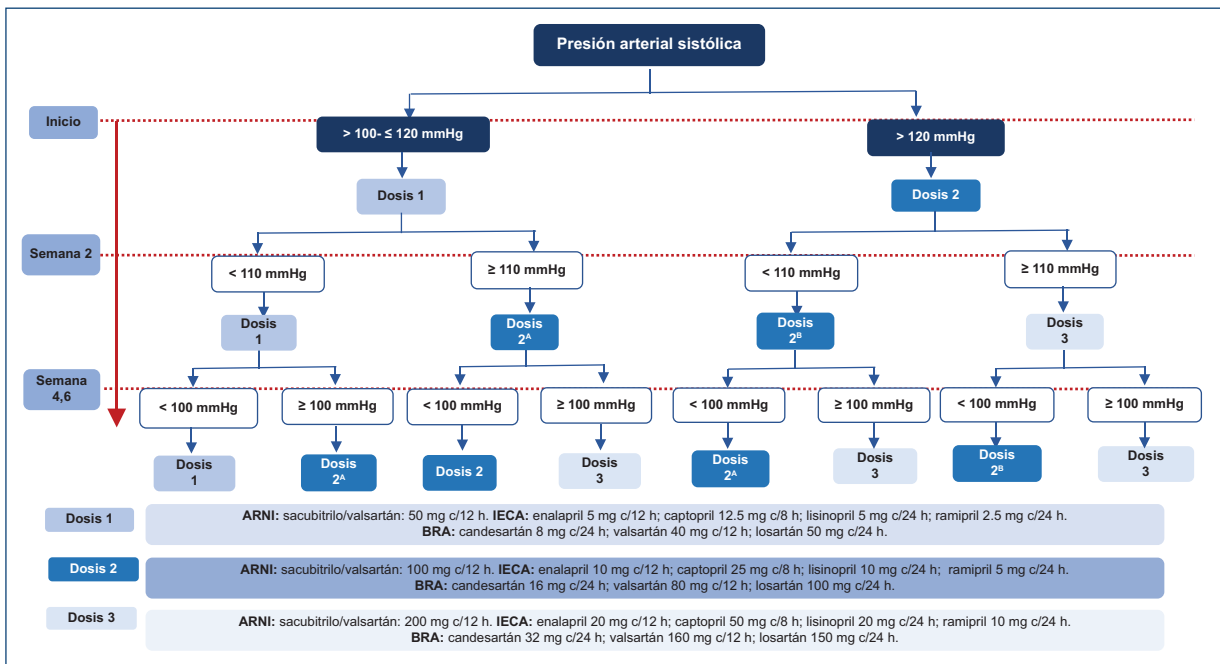 Presión arterial sistólica
Inicio
> 100- ≤ 120 mmHg
> 120 mmHg
Dosis 1
Dosis 2
Semana 2
< 110 mmHg
≥ 110 mmHg
< 110 mmHg
≥ 110 mmHg
Dosis
1
Dosis
2ᴬ
Dosis
2ᴮ
Dosis
3
Semana
4,6
< 100 mmHg
≥ 100 mmHg
< 100 mmHg
≥ 100 mmHg
< 100 mmHg
≥ 100 mmHg
< 100 mmHg
≥ 100 mmHg
Dosis
1
Dosis
2ᴬ
Dosis 2
Dosis
3
Dosis
2ᴬ
Dosis
3
Dosis
2ᴮ
Dosis
3
Dosis 1
ARNI: sacubitrilo/valsartán: 50 mg c/12 h. IECA: enalapril 5 mg c/12 h; captopril 12.5 mg c/8 h; lisinopril 5 mg c/24 h; ramipril 2.5 mg c/24 h.
BRA: candesartán 8 mg c/24 h; valsartán 40 mg c/12 h; losartán 50 mg c/24 h.
Dosis 2
ARNI: sacubitrilo/valsartán: 100 mg c/12 h. IECA: enalapril 10 mg c/12 h; captopril 25 mg c/8 h; lisinopril 10 mg c/24 h; ramipril 5 mg c/24 h.
BRA: candesartán 16 mg c/24 h; valsartán 80 mg c/12 h; losartán 100 mg c/24 h.
Dosis 3
ARNI: sacubitrilo/valsartán: 200 mg c/12 h. IECA: enalapril 20 mg c/12 h; captopril 50 mg c/8 h; lisinopril 20 mg c/24 h; ramipril 10 mg c/24 h.
BRA: candesartán 32 mg c/24 h; valsartán 160 mg c/12 h; losartán 150 mg c/24 h.